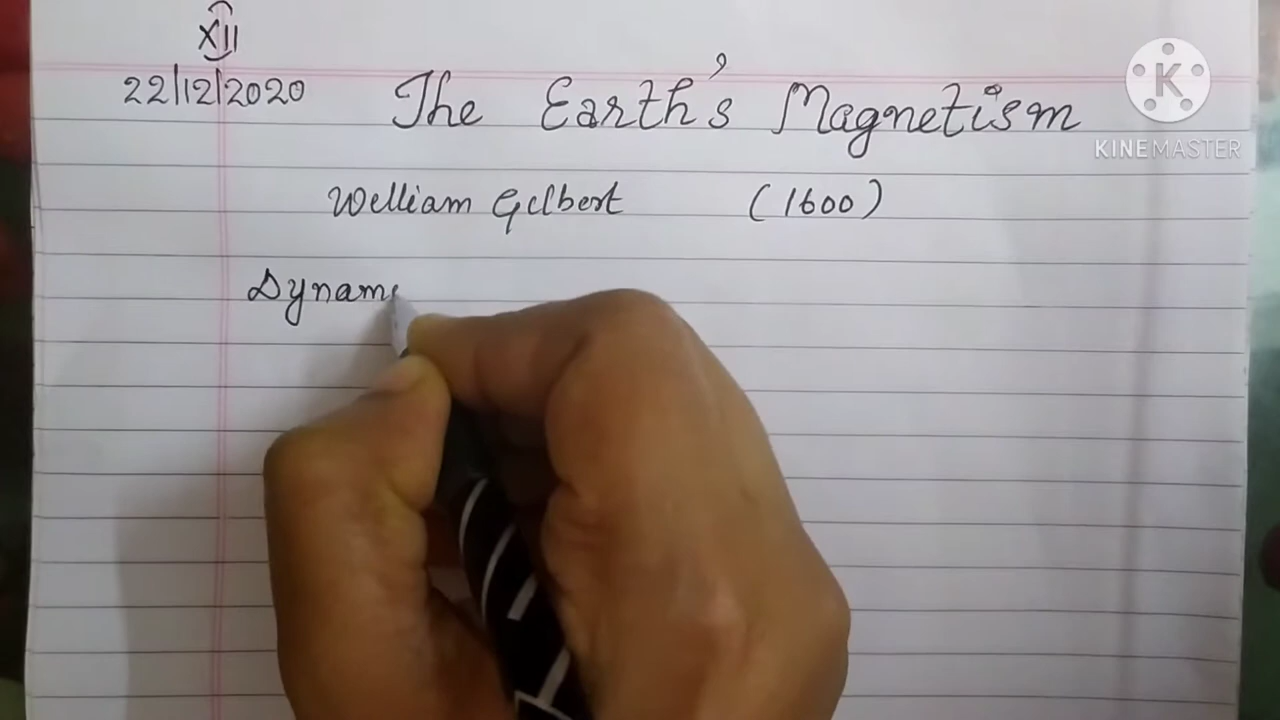 XII
22/12/2020 The Earth's Magnetism
KINEMASTER
Welliam Gelbert (1600)
Dynam